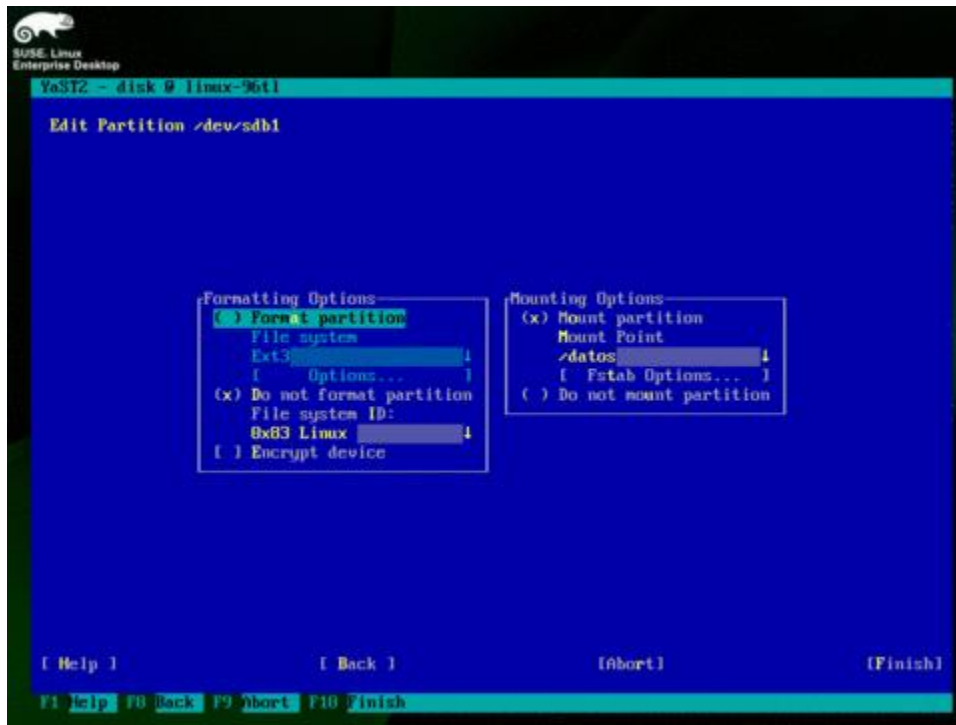 SUSE. Linux
Enterprise Desktop
YaST2 - disk @ linux-96tl
Edit Partition /dev/sdb1
Formatting Options
( ) Format partition
File system
Ext3 ↓
[ Options... ]
(x) Do not format partition
File system ID:
0x83 Linux ↓
[ ] Encrypt device
Mounting Options
(x) Mount partition
Mount Point
/datos ↓
[ Fstab Options... ]
( ) Do not mount partition
[ Help ] [ Back ] [Abort] [Finish]
F1 Help F8 Back F9 Abort F10 Finish